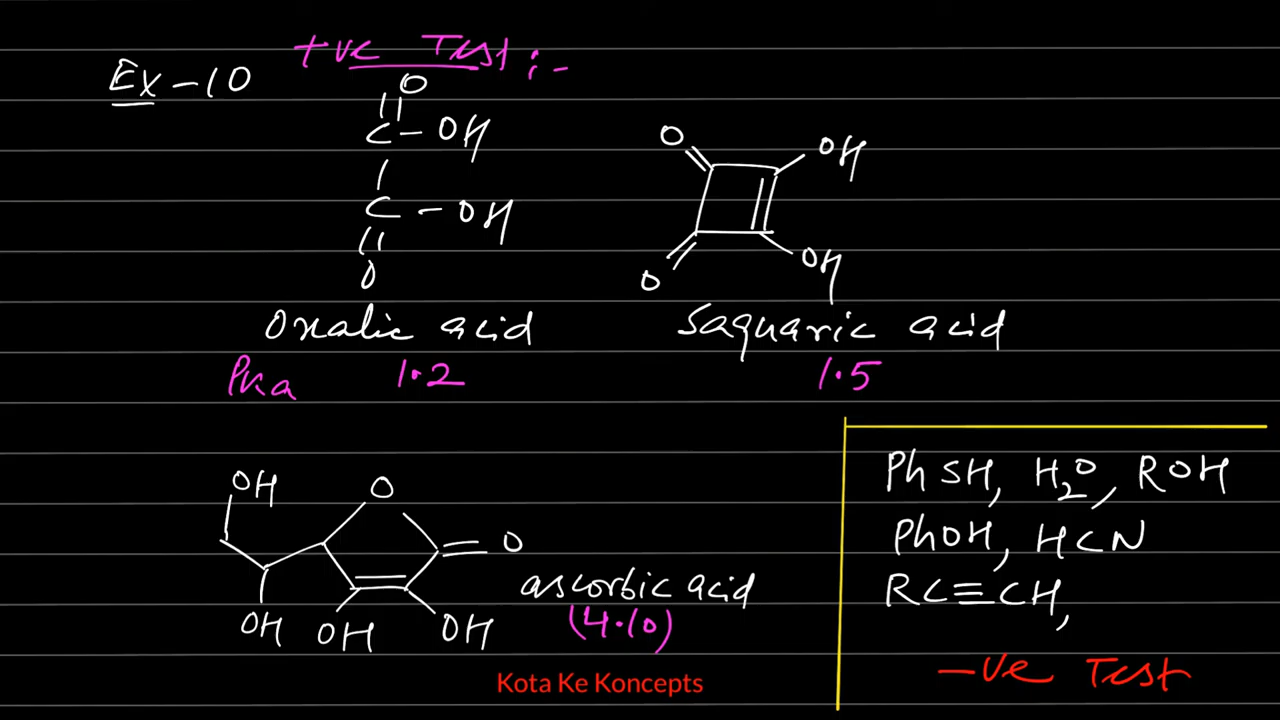 +ve Test :-
Ex-10
O
C-OH
C-OH
O
O OH
O OH
Oxalic acid Saquaric acid
Pka 1.2 1.5
OH O
O
OH OH OH
ascorbic acid
(4.10)
PhSH, H2O, ROH
PhOH, HCN
RC≡CH,
-ve Test
Kota Ke Koncepts